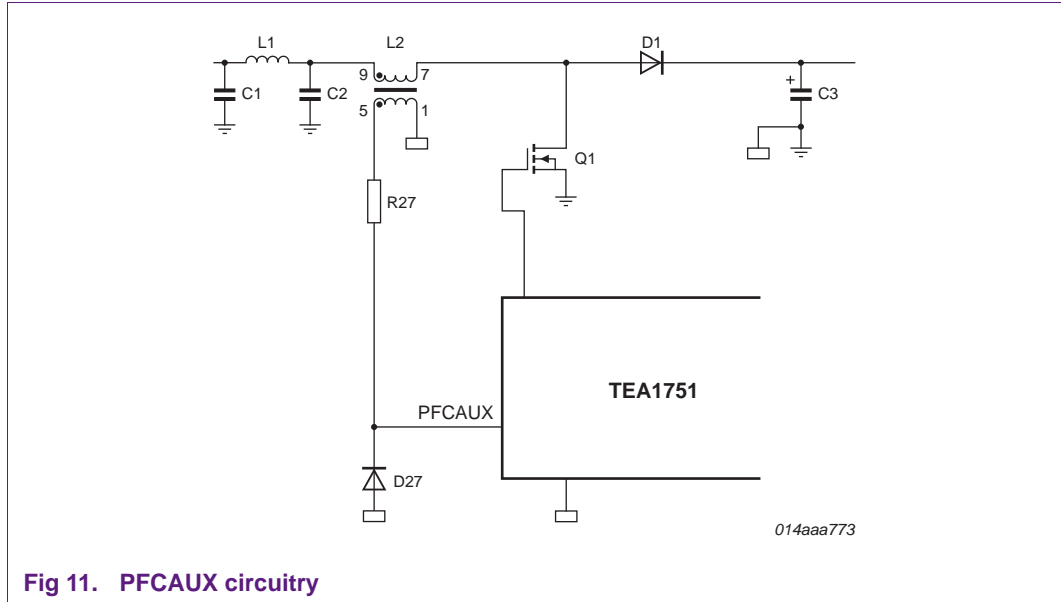 L1
L2
D1
9
7
C1
C2
+
C3
5
1
Q1
R27
TEA1751
PFCAUX
D27
014aaa773
Fig 11. PFCAUX circuitry